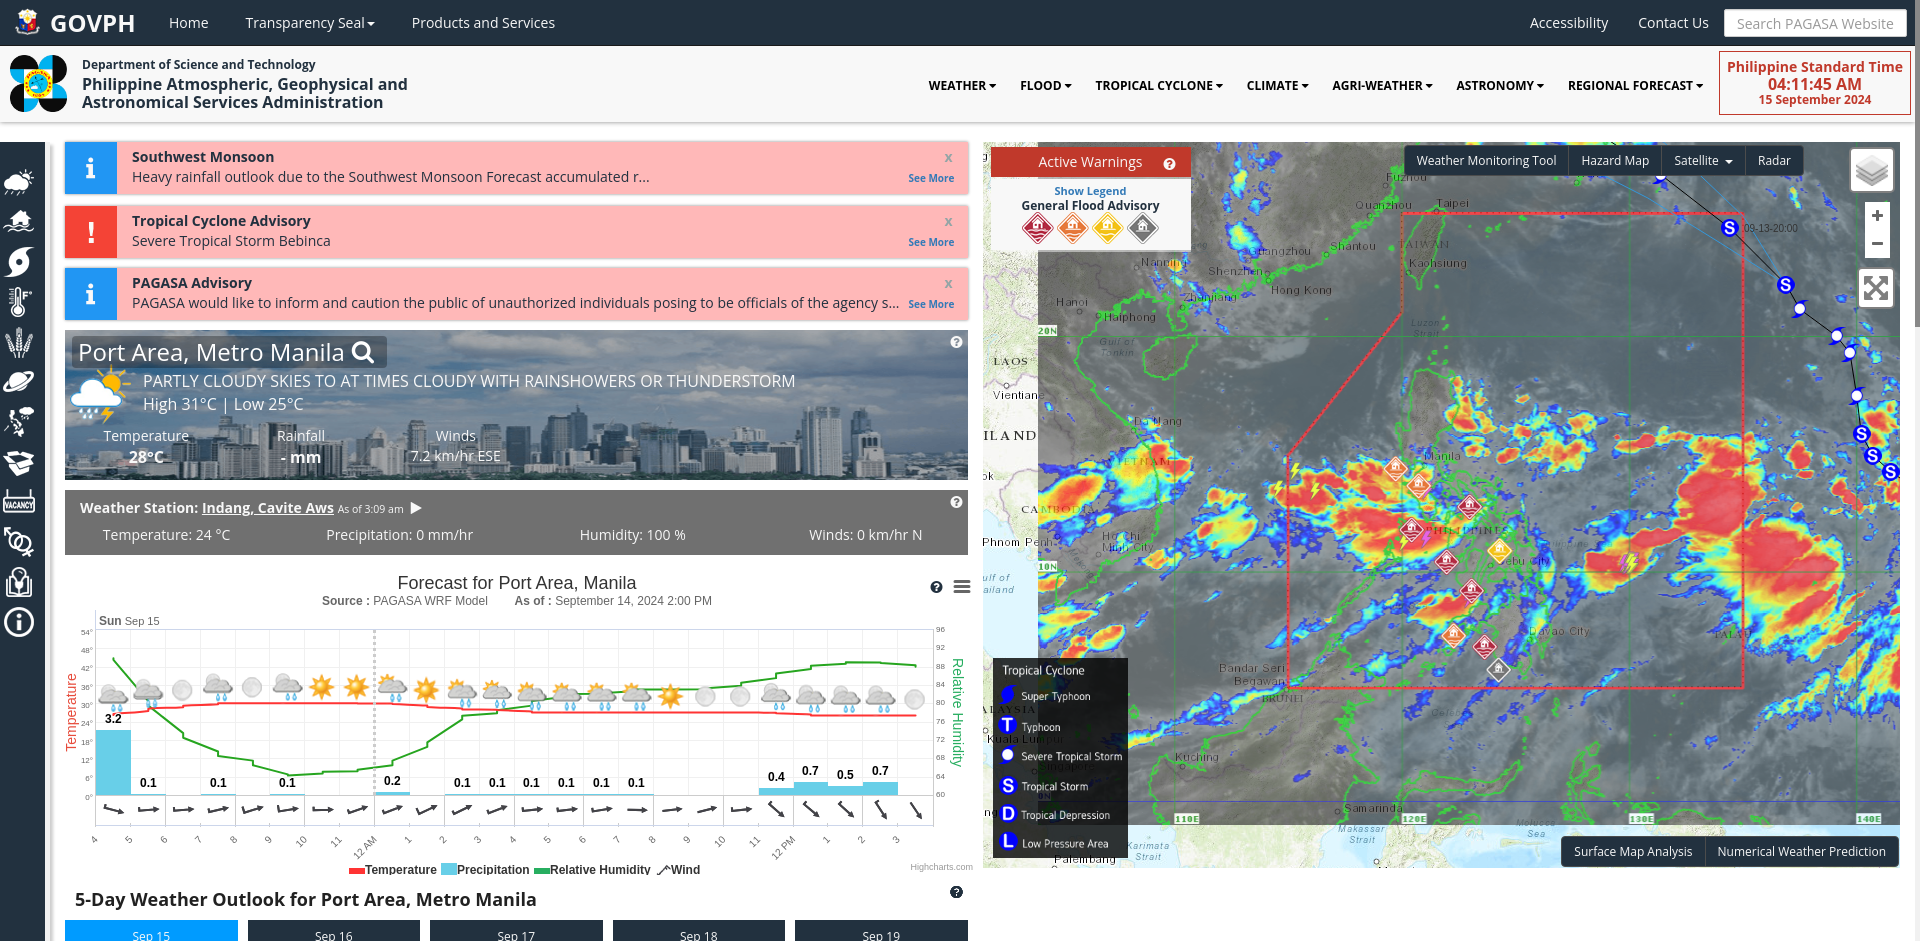 GOVPH
Home
Transparency Seal
Products and Services
Accessibility
Contact Us
Search PAGASA Website
Department of Science and Technology
Philippine Atmospheric, Geophysical and
Astronomical Services Administration
WEATHER
FLOOD
TROPICAL CYCLONE
CLIMATE
AGRI-WEATHER
ASTRONOMY
REGIONAL FORECAST
Philippine Standard Time
04:11:45 AM
15 September 2024
Southwest Monsoon
x
Heavy rainfall outlook due to the Southwest Monsoon Forecast accumulated r...
See More
Tropical Cyclone Advisory
x
Severe Tropical Storm Bebinca
See More
PAGASA Advisory
x
PAGASA would like to inform and caution the public of unauthorized individuals posing to be officials of the agency s...
See More
VACANCY
Port Area, Metro Manila
PARTLY CLOUDY SKIES TO AT TIMES CLOUDY WITH RAINSHOWERS OR THUNDERSTORM
High 31°C | Low 25°C
Temperature
Rainfall
Winds
28°C
- mm
7.2 km/hr ESE
Weather Station: Indang, Cavite Aws As of 3:09 am
Temperature: 24 °C
Precipitation: 0 mm/hr
Humidity: 100 %
Winds: 0 km/hr N
Forecast for Port Area, Manila
Source : PAGASA WRF Model As of : September 14, 2024 2:00 PM
Sun Sep 15
54°
48°
42°
36°
30°
24°
18°
12°
6°
0°
Temperature
96
92
88
84
80
76
72
68
64
60
Relative Humidity
3.2
0.1
0.1
0.1
0.2
0.1
0.1
0.1
0.1
0.1
0.1
0.4
0.7
0.5
0.7
4
5
6
7
8
9
10
11
12 AM
1
2
3
4
5
6
7
8
9
10
11
12 PM
1
2
3
Temperature
Precipitation
Relative Humidity
Wind
Highcharts.com
5-Day Weather Outlook for Port Area, Metro Manila
Sep 15
Sep 16
Sep 17
Sep 18
Sep 19
Active Warnings
Show Legend
General Flood Advisory
Weather Monitoring Tool
Hazard Map
Satellite
Radar
+
−
Fuzhou
Quanzhou
Taipei
TAIWAN
Shantou
Kaohsiung
Guangzhou
Shenzhen
Hong Kong
Nanning
Zhanjiang
Hanoi
Haiphong
Gulf of
Tonkin
Luzon
Strait
09-13-20:00
20N
LAOS
Vientiane
Da Nang
ILAND
VIETNAM
Manila
ok
CAMBODIA
Phnom Penh
Ho Chi
Minh City
PHILIPPINES
Cebu City
10N
ulf of
ailand
Davao City
PALAU
Bandar Seri
Begawan
BRUNEI
ALAYSIA
Kuala Lumpur
Kuching
Samarinda
Makassar
Strait
Karimata
Strait
Molucca
Sea
Palembang
110E
120E
130E
140E
Tropical Cyclone
Super Typhoon
T Typhoon
Severe Tropical Storm
S Tropical Storm
D Tropical Depression
L Low Pressure Area
S
S
S
S
S
Surface Map Analysis
Numerical Weather Prediction